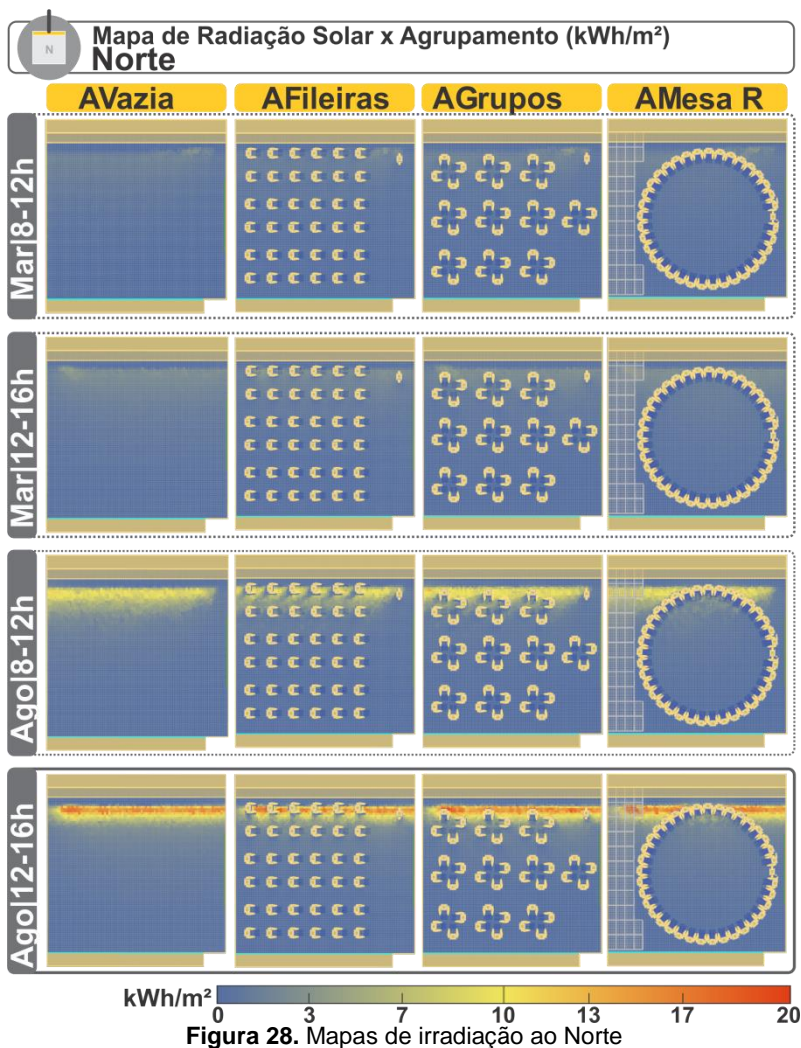 N
Mapa de Radiação Solar x Agrupamento (kWh/m²)
Norte
AVazia AFileiras AGrupos AMesa R
Mar|8-12h
Mar|12-16h
Ago|8-12h
Ago|12-16h
kWh/m²
0 3 7 10 13 17 20
Figura 28. Mapas de irradiação ao Norte